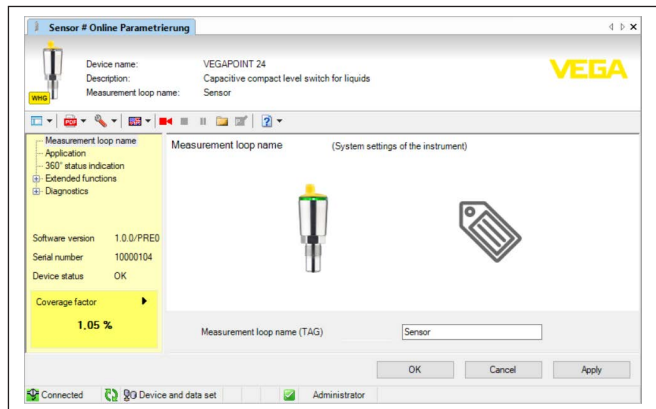 Sensor # Online Parametrierung
Device name: VEGAPOINT 24
Description: Capacitive compact level switch for liquids
Measurement loop name: Sensor
VEGA
WHG
PDF
Measurement loop name
Application
360° status indication
Extended functions
Diagnostics
Measurement loop name (System settings of the instrument)
Software version 1.0.0/PRE0
Serial number 10000104
Device status OK
Coverage factor
1,05 %
Measurement loop name (TAG) Sensor
OK Cancel Apply
Connected Device and data set Administrator